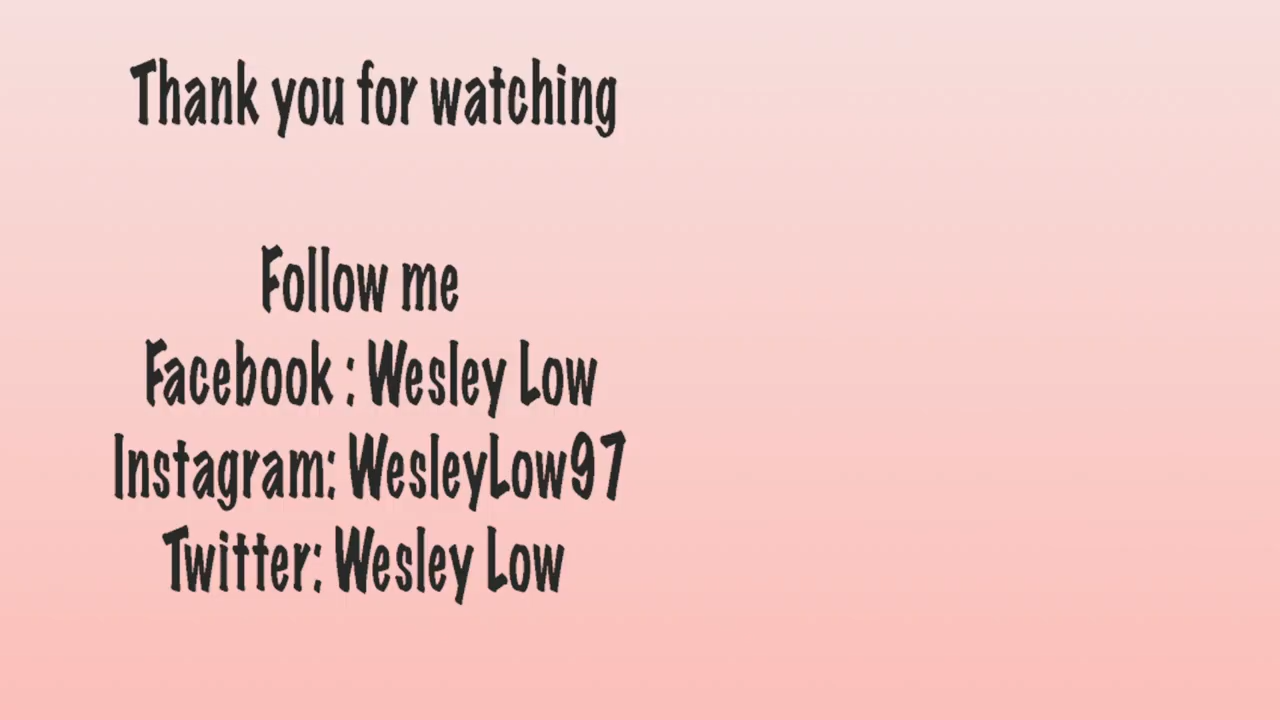 Thank you for watching
Follow me
Facebook : Wesley Low
Instagram: WesleyLow97
Twitter: Wesley Low